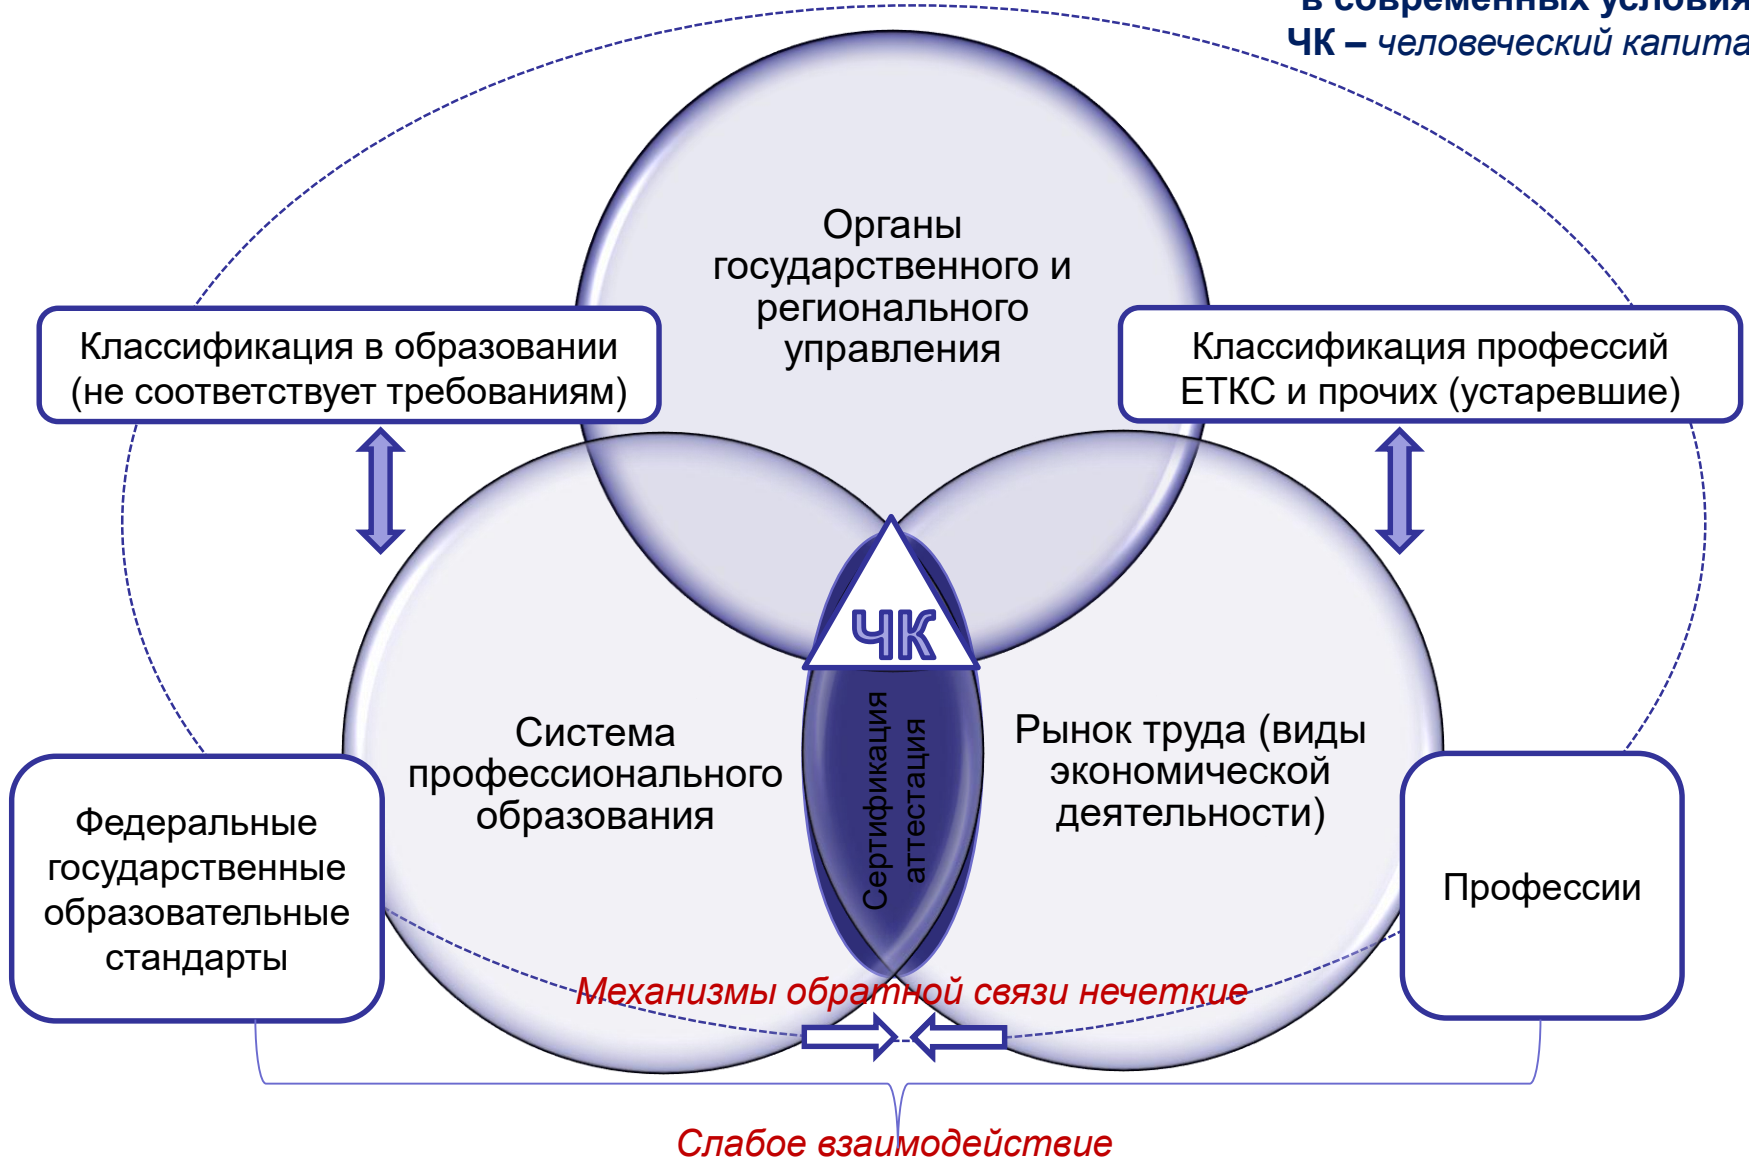 в современных условия
ЧК – человеческий капита
Органы
государственного и
регионального
управления
Классификация в образовании
(не соответствует требованиям)
Классификация профессий
ЕТКС и прочих (устаревшие)
ЧК
Сертификация
аттестация
Система
профессионального
образования
Рынок труда (виды
экономической
деятельности)
Федеральные
государственные
образовательные
стандарты
Профессии
Механизмы обратной связи нечеткие
Слабое взаимодействие